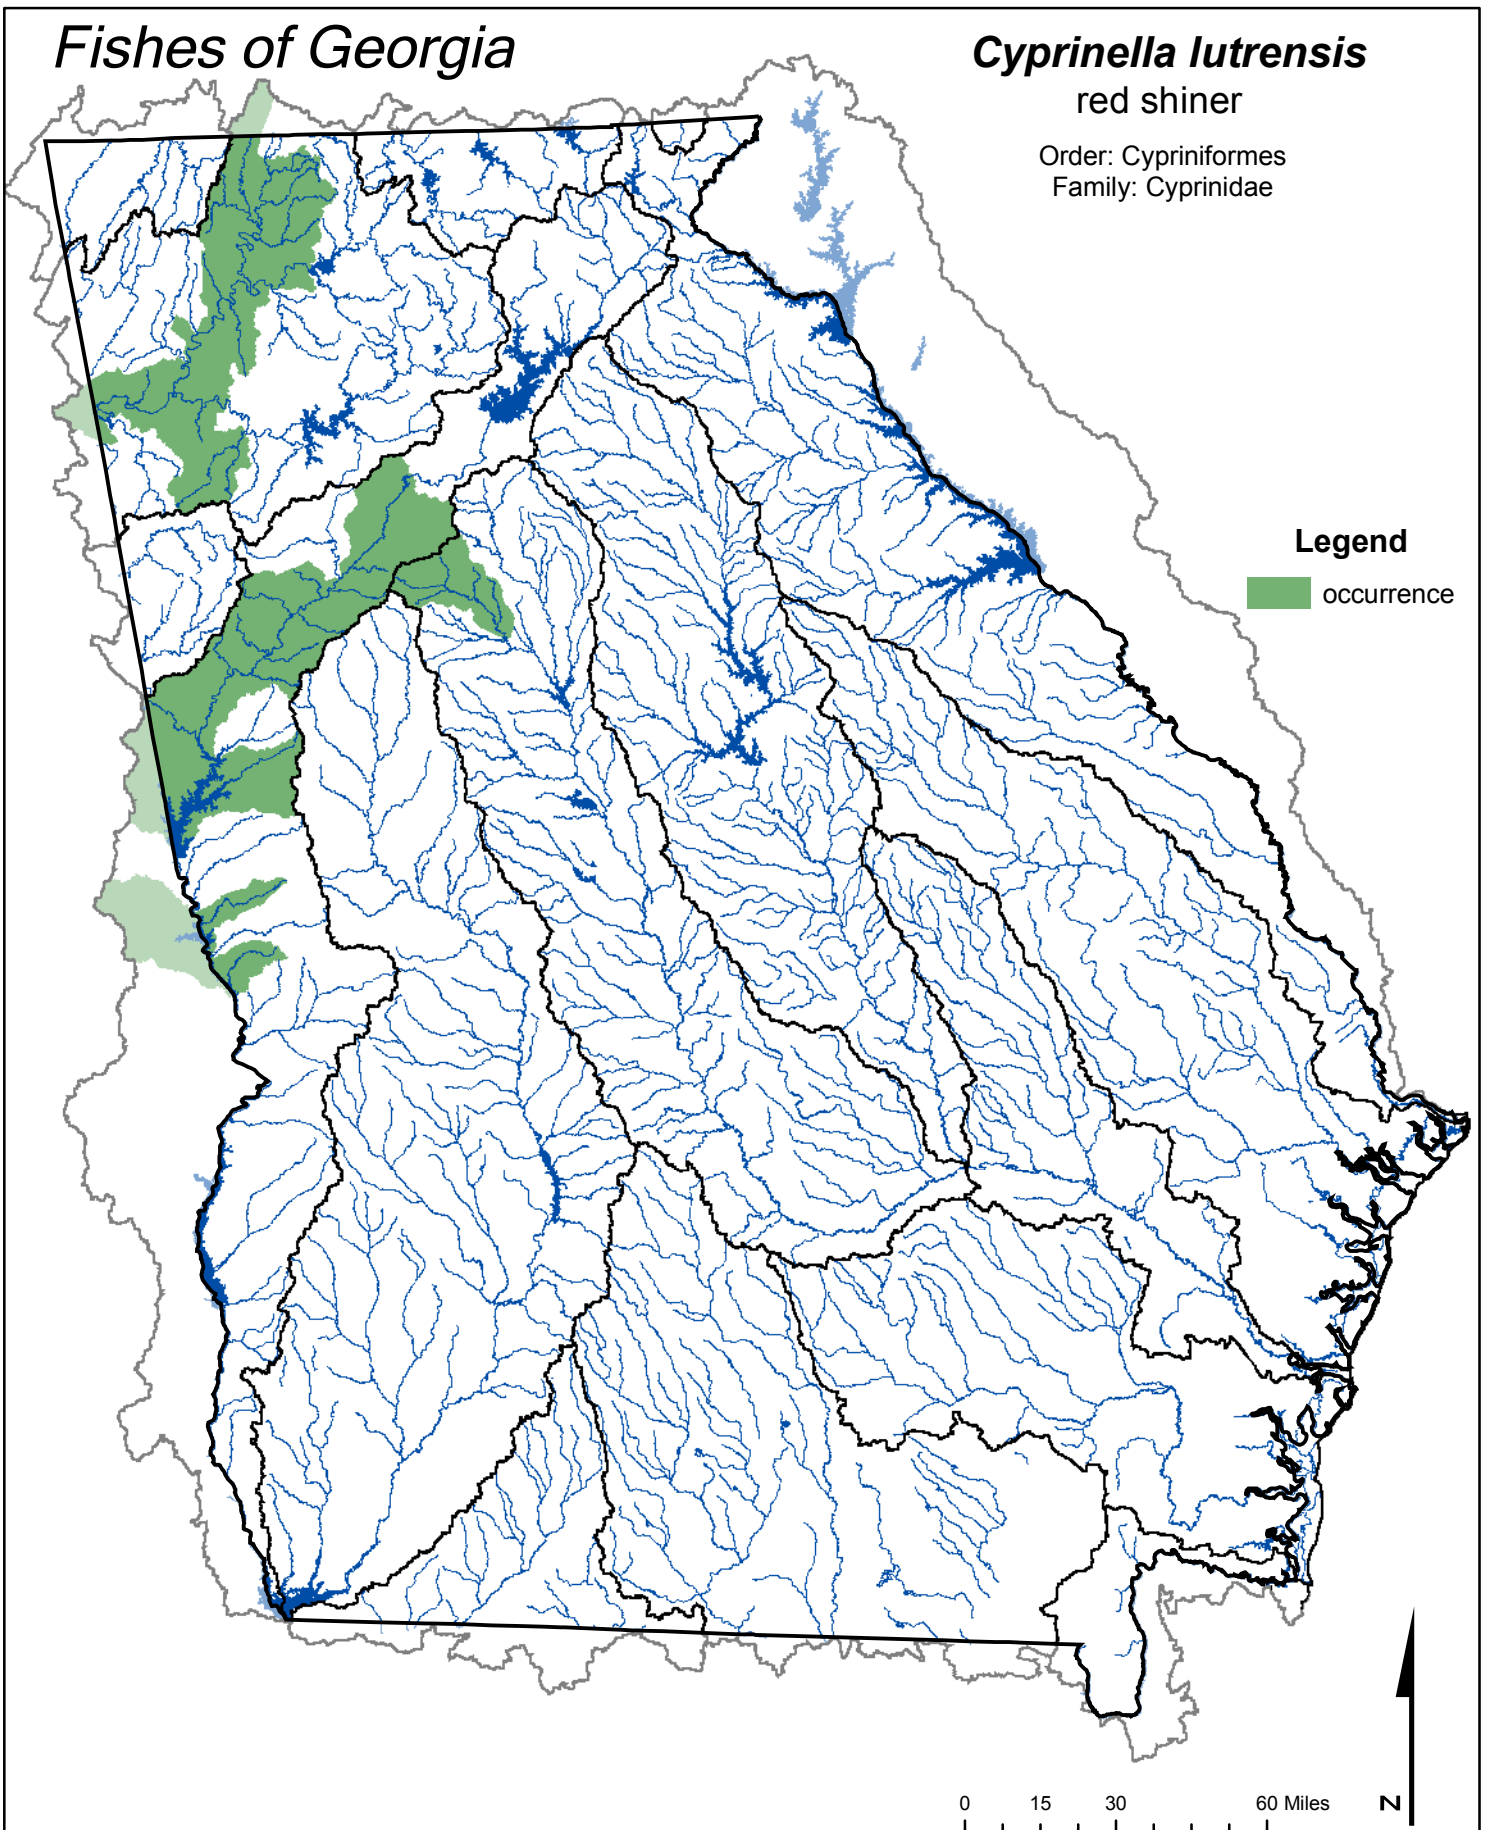 Fishes of Georgia
Cyprinella lutrensis
red shiner
Order: Cypriniformes
Family: Cyprinidae
Legend
occurrence
0 15 30 60 Miles
N